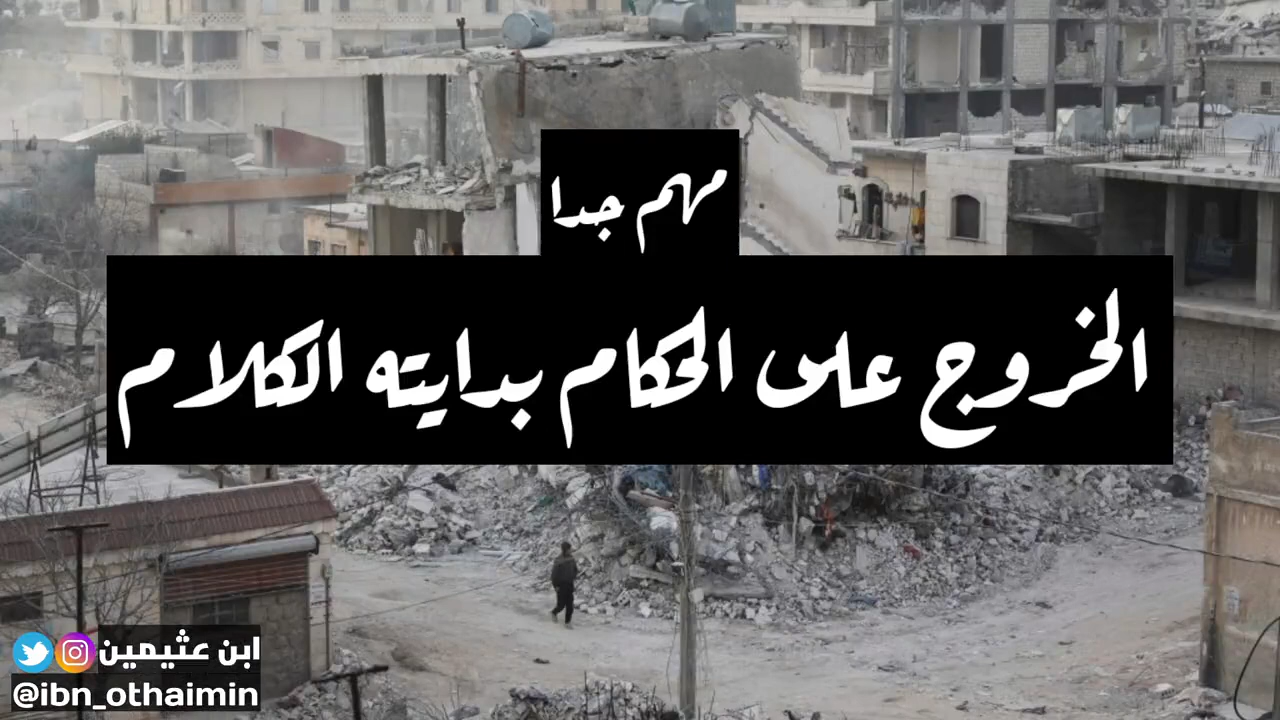 مهم جدا
الخروج على الحكام بدايته الكلام
ابن عثيمين
@ibn_othaimin